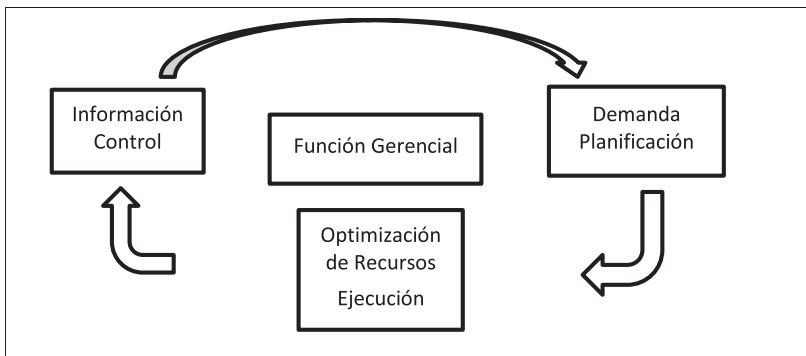 Información
Control
Función Gerencial
Demanda
Planificación
Optimización
de Recursos
Ejecución